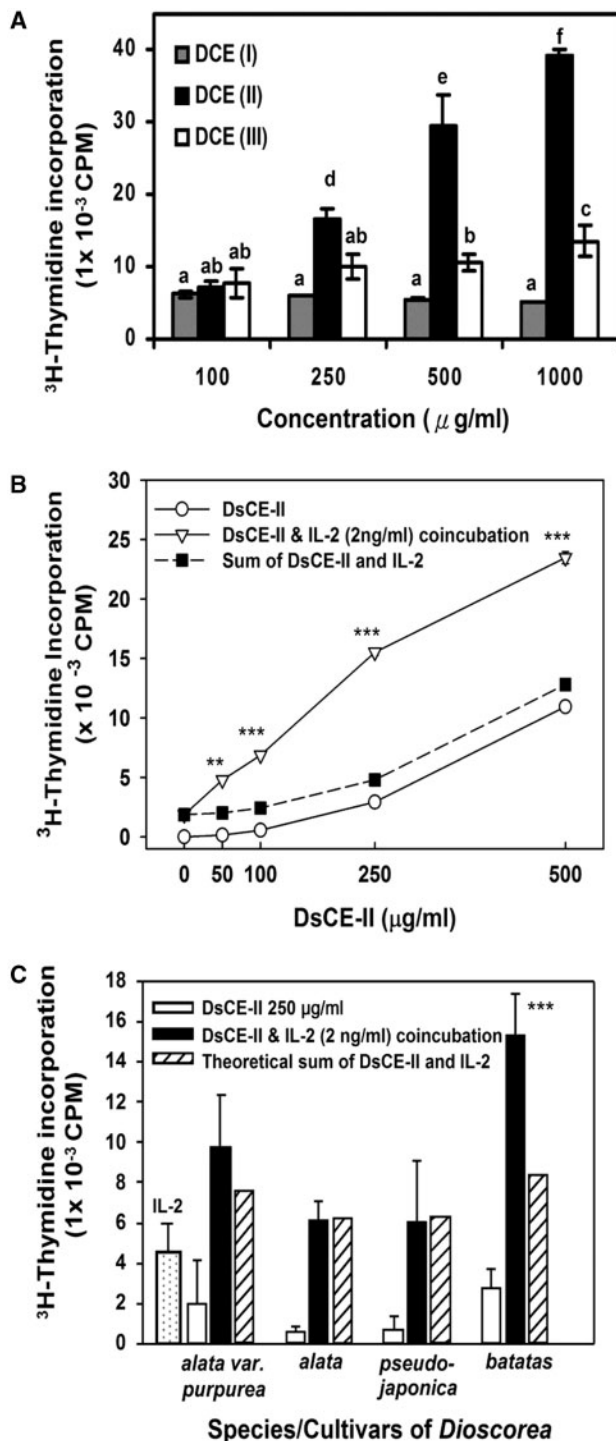 A
³H-Thymidine incorporation
(1x 10⁻³ CPM)
40
30
20
10
0
DCE (I)
DCE (II)
DCE (III)
a ab ab
a d ab
a e b
a f c
100 250 500 1000
Concentration ( μ g/ml)
B
³H-Thymidine Incorporation
(x 10 ⁻³ CPM)
30
25
20
15
10
5
0
DsCE-II
DsCE-II & IL-2 (2ng/ml) coincubation
Sum of DsCE-II and IL-2
**
***
***
***
0 50 100 250 500
DsCE-II (μg/ml)
C
³H-Thymidine incorporation
(1x 10⁻³ CPM)
18
16
14
12
10
8
6
4
2
0
DsCE-II 250 μg/ml
DsCE-II & IL-2 (2 ng/ml) coincubation
Theoretical sum of DsCE-II and IL-2
***
IL-2
alata var. purpurea
alata
pseudo-japonica
batatas
Species/Cultivars of Dioscorea